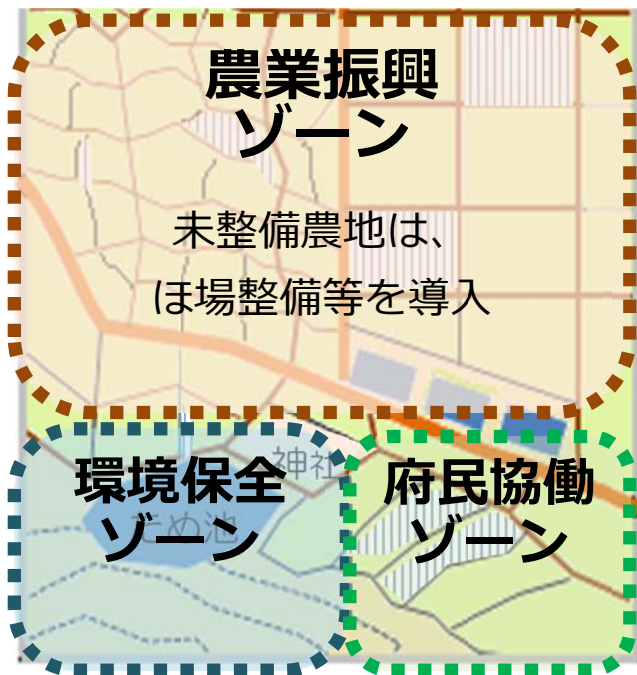 農業振興
ゾーン
未整備農地は、
ほ場整備等を導入
神社
環境保全
ゾーン
ため池
府民協働
ゾーン